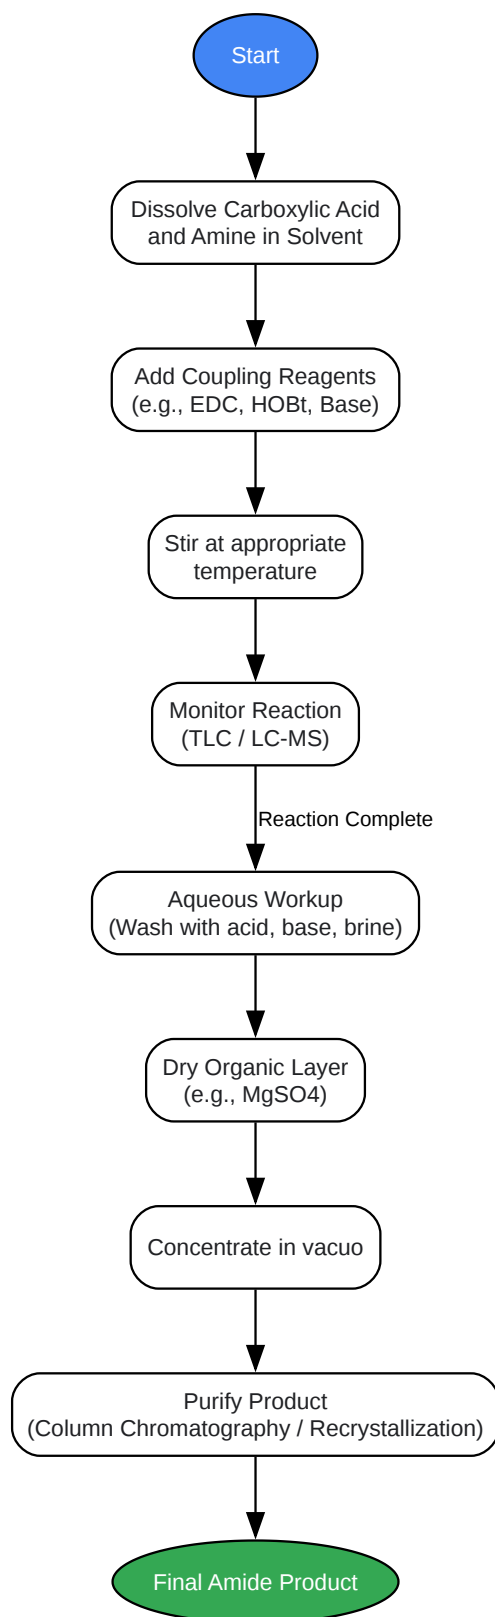 Start
Dissolve Carboxylic Acid
and Amine in Solvent
Add Coupling Reagents
(e.g., EDC, HOBt, Base)
Stir at appropriate
temperature
Monitor Reaction
(TLC / LC-MS)
Reaction Complete
Aqueous Workup
(Wash with acid, base, brine)
Dry Organic Layer
(e.g., MgSO4)
Concentrate in vacuo
Purify Product
(Column Chromatography / Recrystallization)
Final Amide Product